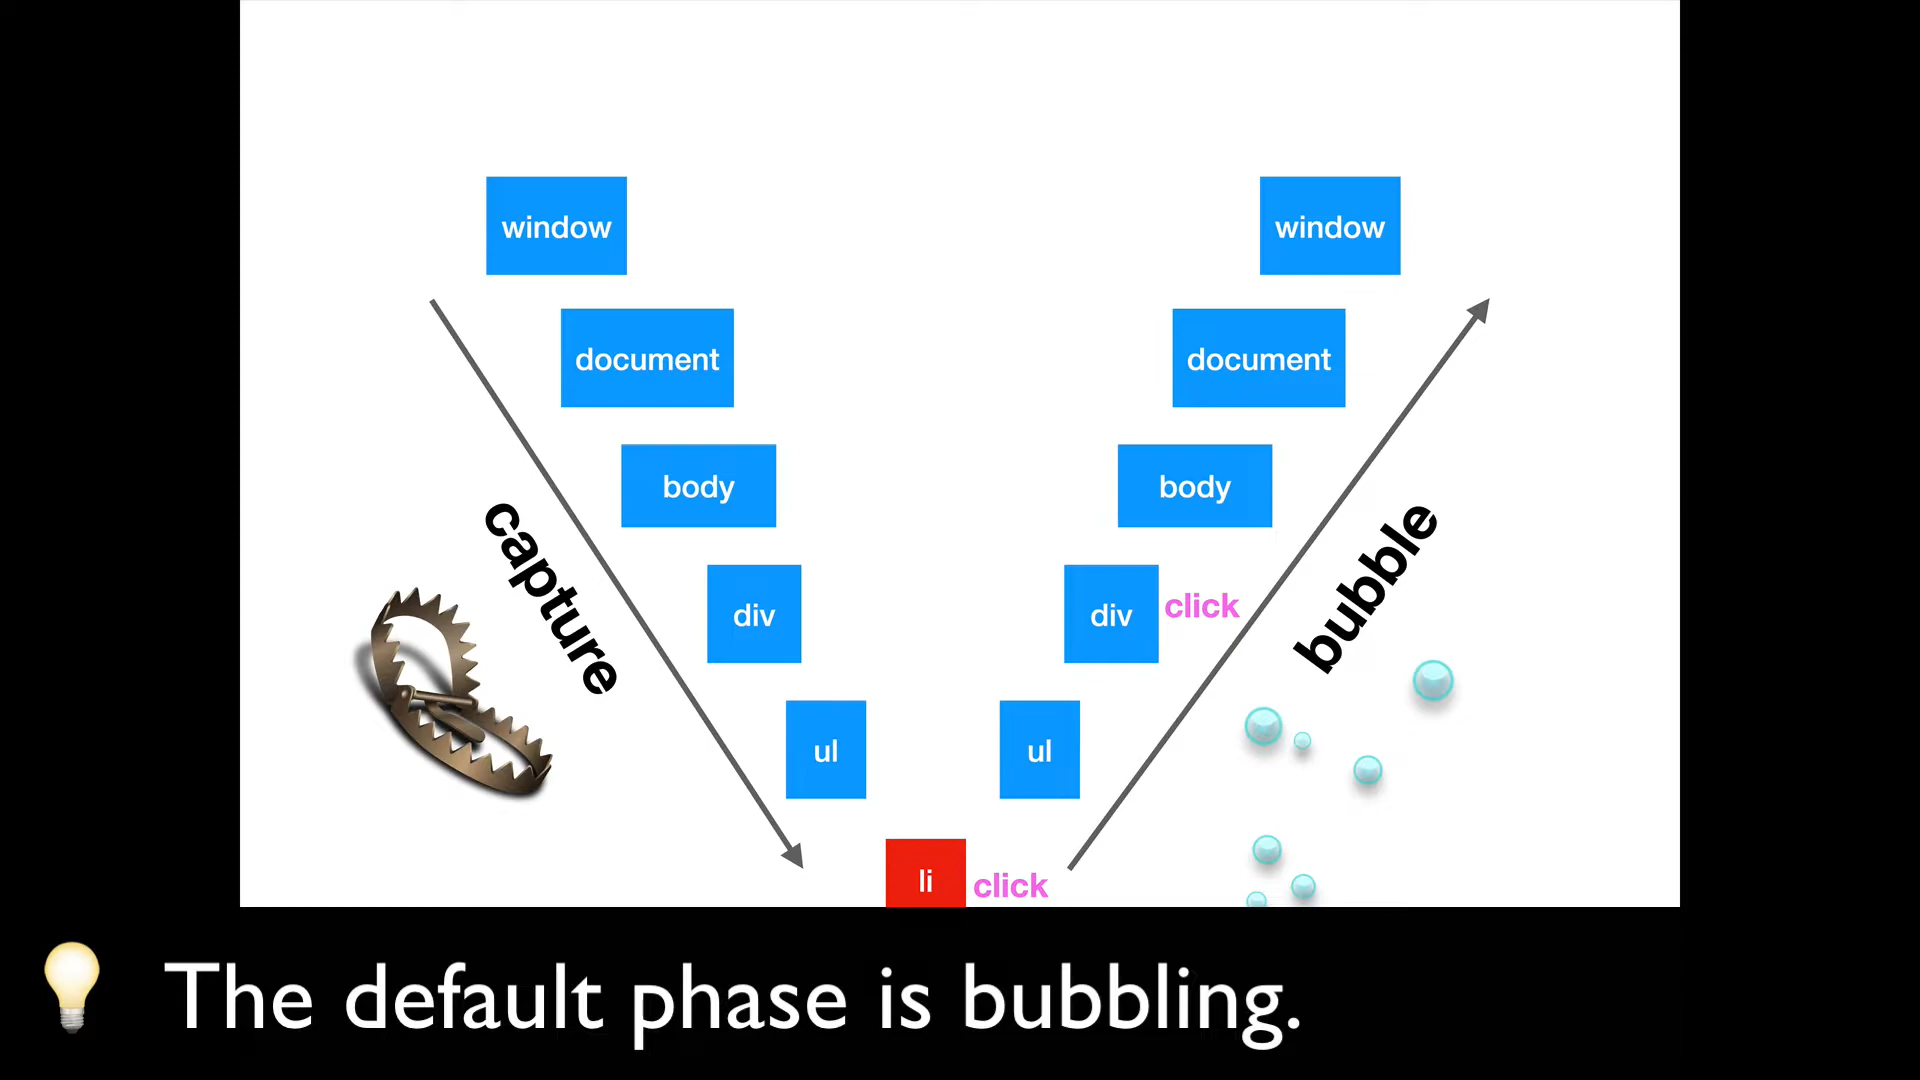 window
window
document
document
body
body
capture
bubble
div
div
click
ul
ul
li
click
The default phase is bubbling.